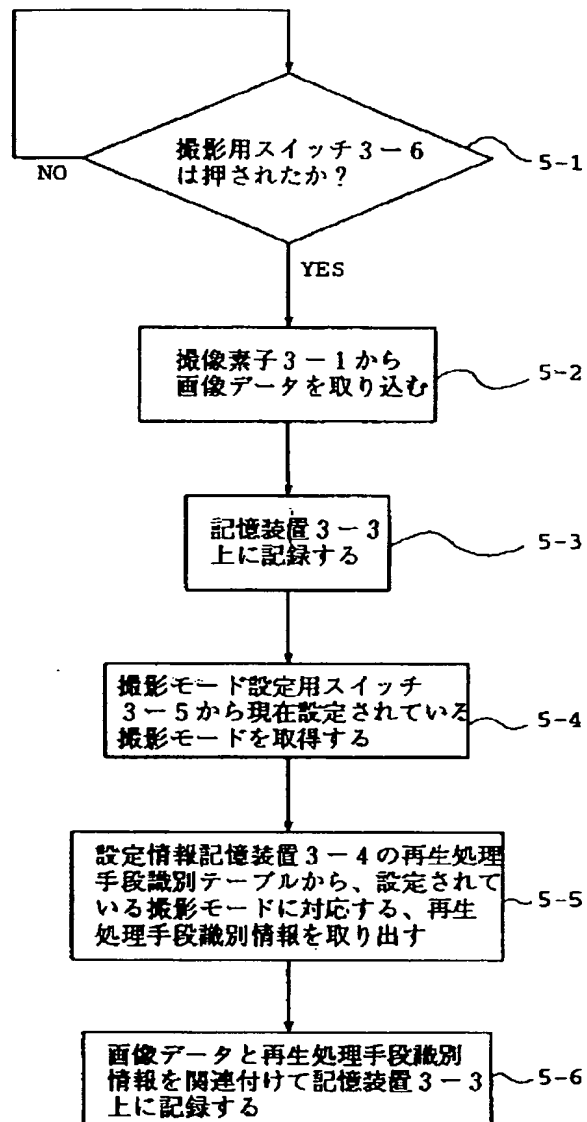 撮影用スイッチ3-6
は押されたか?
5-1
NO
YES
撮像素子3-1から
画像データを取り込む
5-2
記憶装置3-3
上に記録する
5-3
撮影モード設定用スイッチ
3-5から現在設定されている
撮影モードを取得する
5-4
設定情報記憶装置3-4の再生処理
手段識別テーブルから、設定されて
いる撮影モードに対応する、再生
処理手段識別情報を取り出す
5-5
画像データと再生処理手段識別
情報を関連付けて記憶装置3-3
上に記録する
5-6